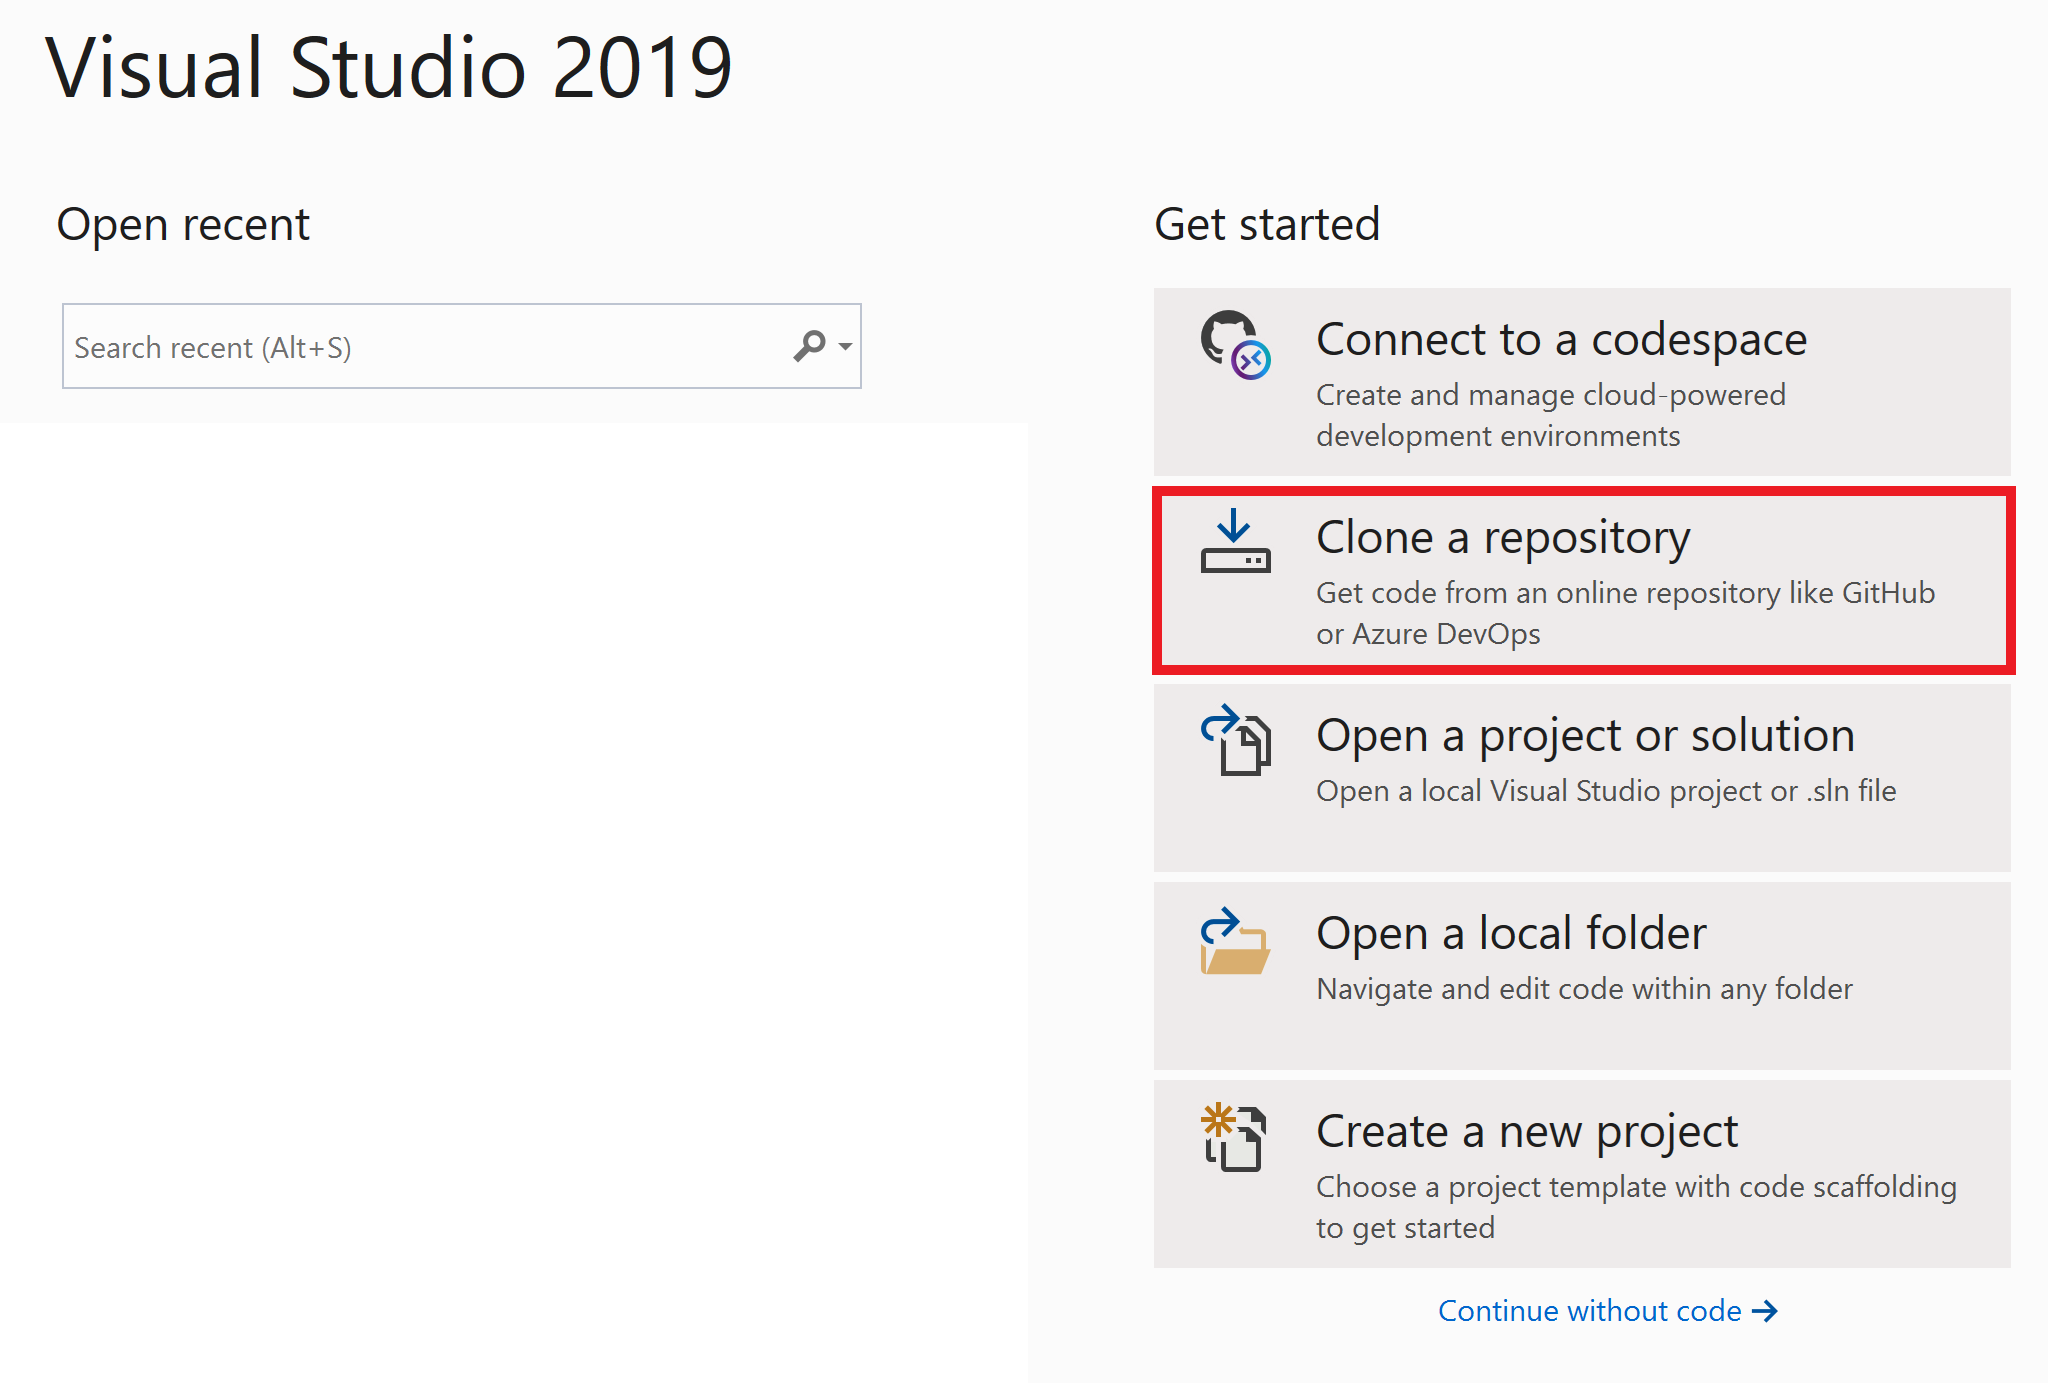 Visual Studio 2019
Open recent
Search recent (Alt+S)
Get started
Connect to a codespace
Create and manage cloud-powered
development environments
Clone a repository
Get code from an online repository like GitHub
or Azure DevOps
Open a project or solution
Open a local Visual Studio project or .sln file
Open a local folder
Navigate and edit code within any folder
Create a new project
Choose a project template with code scaffolding
to get started
Continue without code →